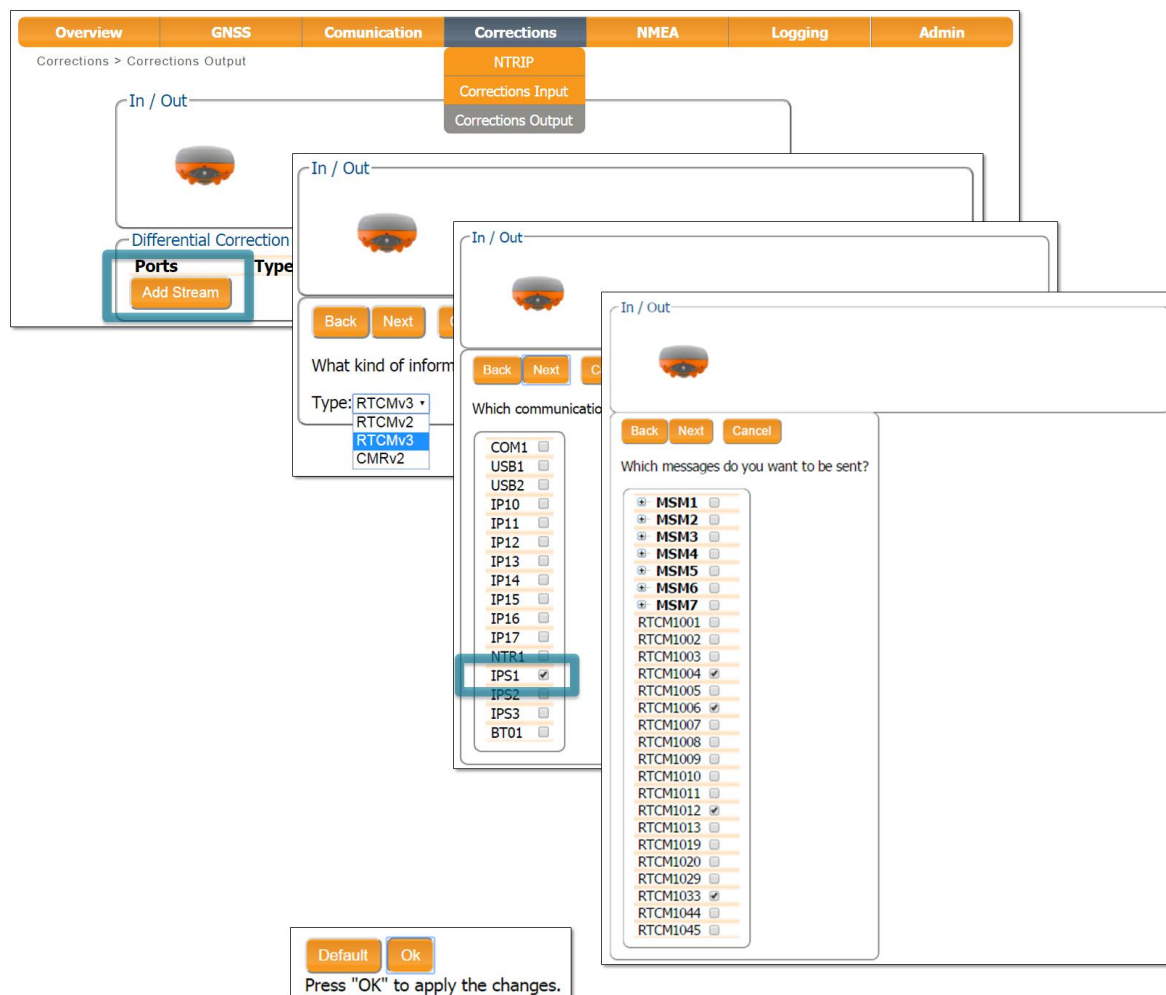 Overview GNSS Comunication Corrections NMEA Logging Admin
Corrections > Corrections Output
NTRIP
Corrections Input
Corrections Output
In / Out
Differential Correction
Ports Type
Add Stream
In / Out
Back Next
What kind of inform
Type: RTCMv3
RTCMv2
RTCMv3
CMRv2
In / Out
Back Next C
Which communicatio
COM1
USB1
USB2
IP10
IP11
IP12
IP13
IP14
IP15
IP16
IP17
NTR1
IPS1
IPS2
IPS3
BT01
In / Out
Back Next Cancel
Which messages do you want to be sent?
MSM1
MSM2
MSM3
MSM4
MSM5
MSM6
MSM7
RTCM1001
RTCM1002
RTCM1003
RTCM1004
RTCM1005
RTCM1006
RTCM1007
RTCM1008
RTCM1009
RTCM1010
RTCM1011
RTCM1012
RTCM1013
RTCM1019
RTCM1020
RTCM1029
RTCM1033
RTCM1044
RTCM1045
Default Ok
Press "OK" to apply the changes.